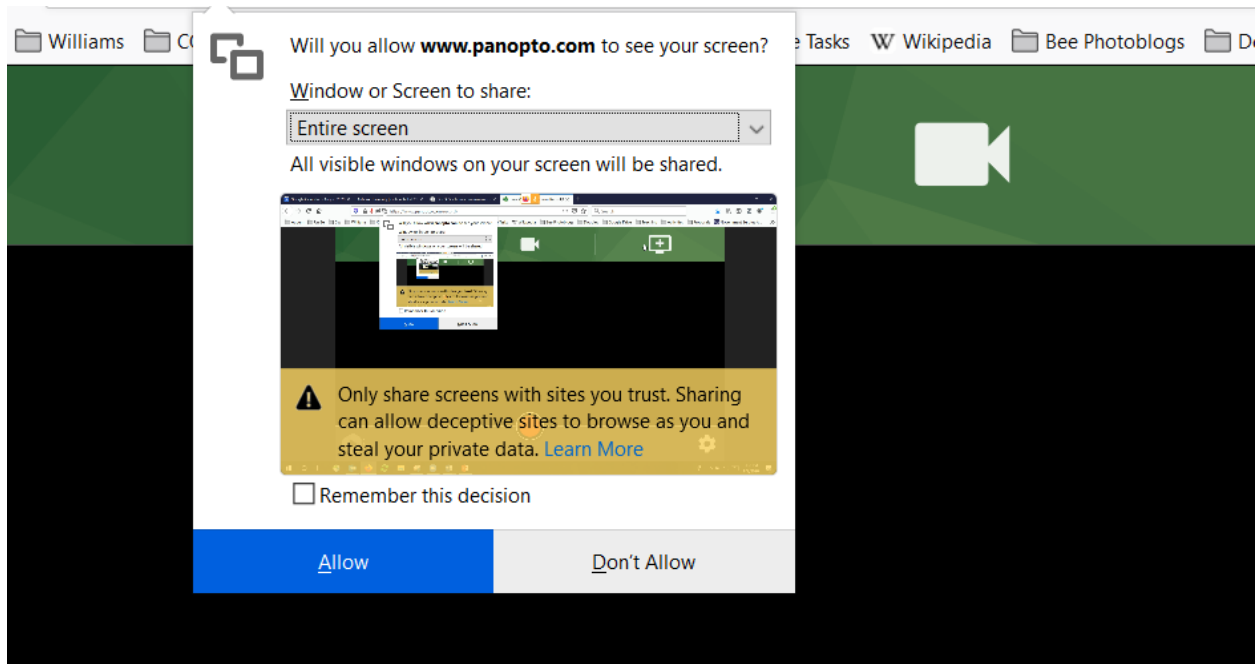 Williams
Will you allow www.panopto.com to see your screen?
Tasks
Wikipedia
Bee Photoblogs
Window or Screen to share:
Entire screen
All visible windows on your screen will be shared.
Only share screens with sites you trust. Sharing
can allow deceptive sites to browse as you and
steal your private data. Learn More
Remember this decision
Allow
Don't Allow